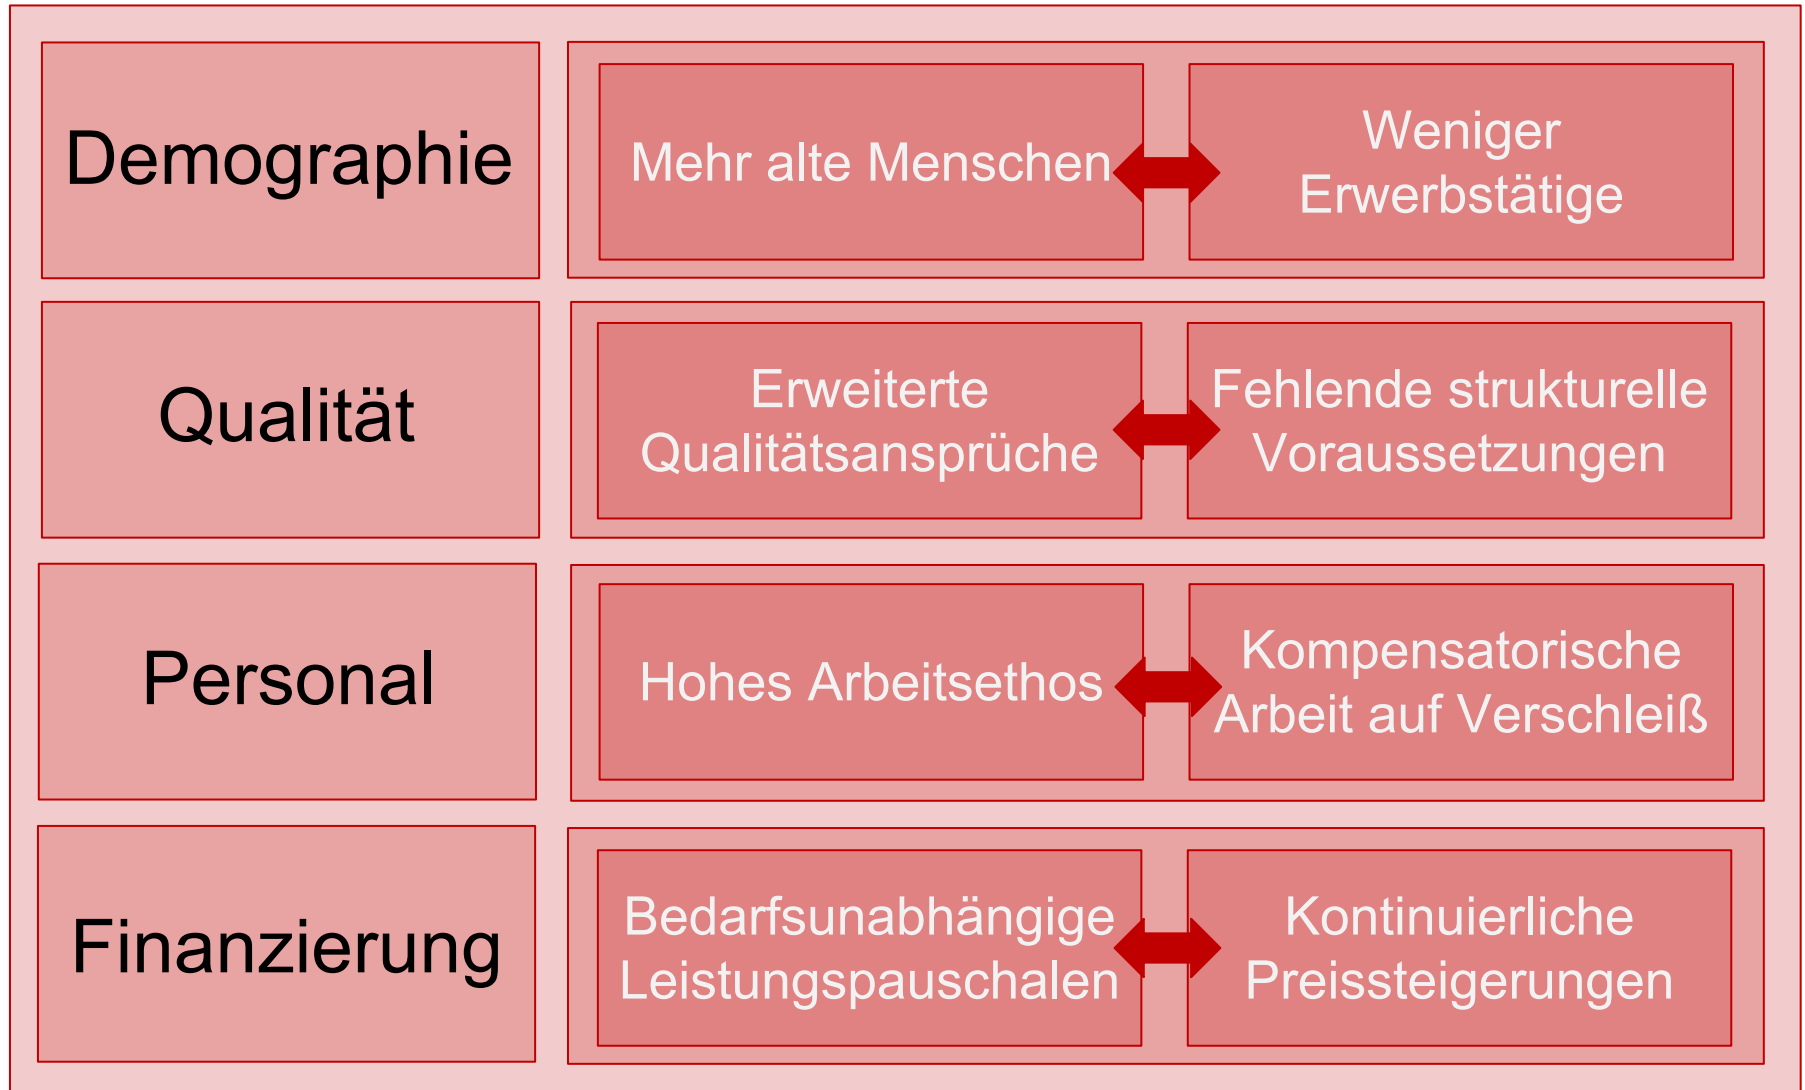 Demographie
Mehr alte Menschen
Weniger
Erwerbstätige
Qualität
Erweiterte
Qualitätsansprüche
Fehlende strukturelle
Voraussetzungen
Personal
Hohes Arbeitsethos
Kompensatorische
Arbeit auf Verschleiß
Finanzierung
Bedarfsunabhängige
Leistungspauschalen
Kontinuierliche
Preissteigerungen